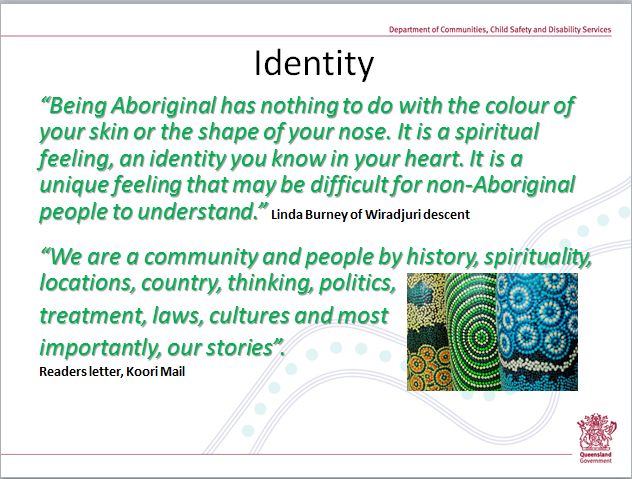 Department of Communities, Child Safety and Disability Services
Identity
“Being Aboriginal has nothing to do with the colour of
your skin or the shape of your nose. It is a spiritual
feeling, an identity you know in your heart. It is a
unique feeling that may be difficult for non-Aboriginal
people to understand.” Linda Burney of Wiradjuri descent
“We are a community and people by history, spirituality,
locations, country, thinking, politics,
treatment, laws, cultures and most
importantly, our stories”.
Readers letter, Koori Mail
Queensland
Government